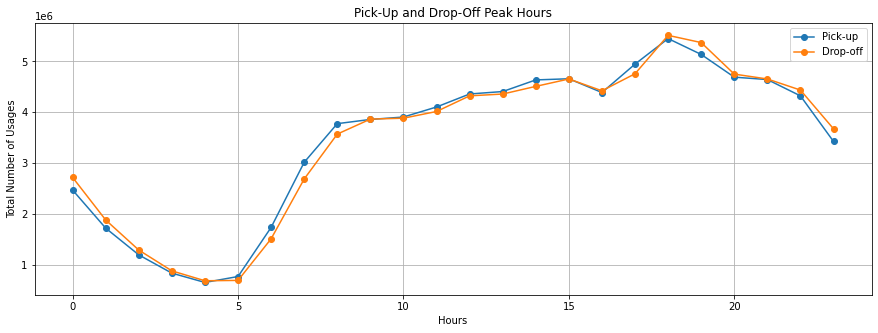 Pick-Up and Drop-Off Peak Hours
1e6
Pick-up
Drop-off
Total Number of Usages
5
4
3
2
1
0
5
10
15
20
Hours